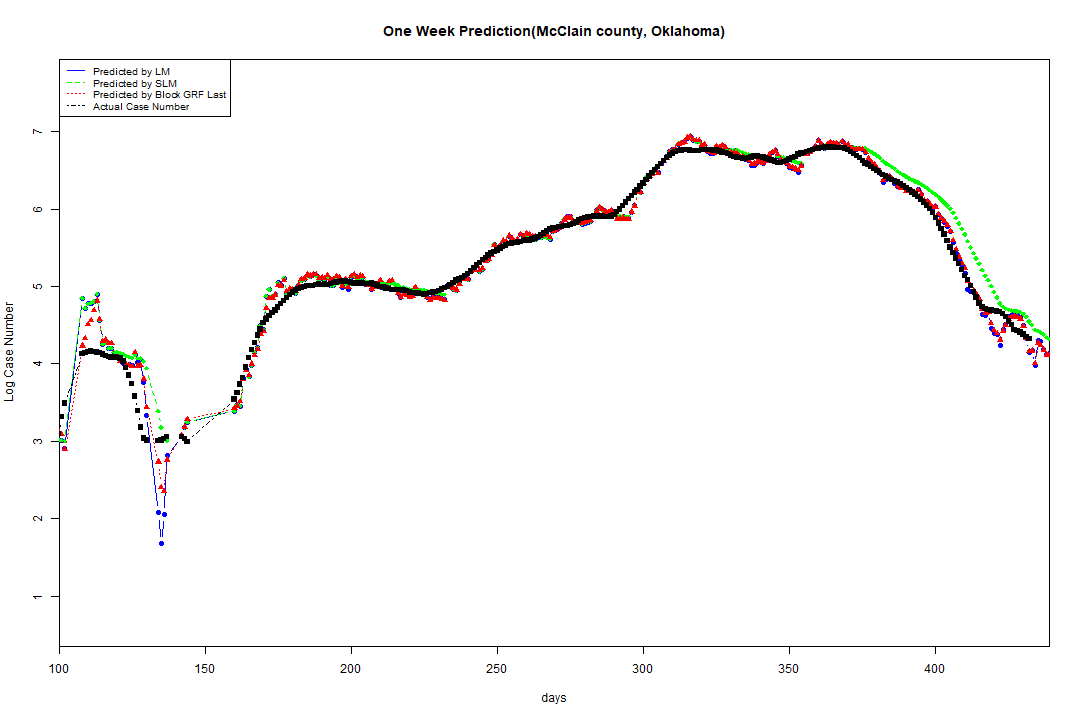 One Week Prediction(McClain county, Oklahoma)
Predicted by LM
Predicted by SLM
Predicted by Block GRF Last
Actual Case Number
7
6
5
4
3
2
1
Log Case Number
100 150 200 250 300 350 400
days